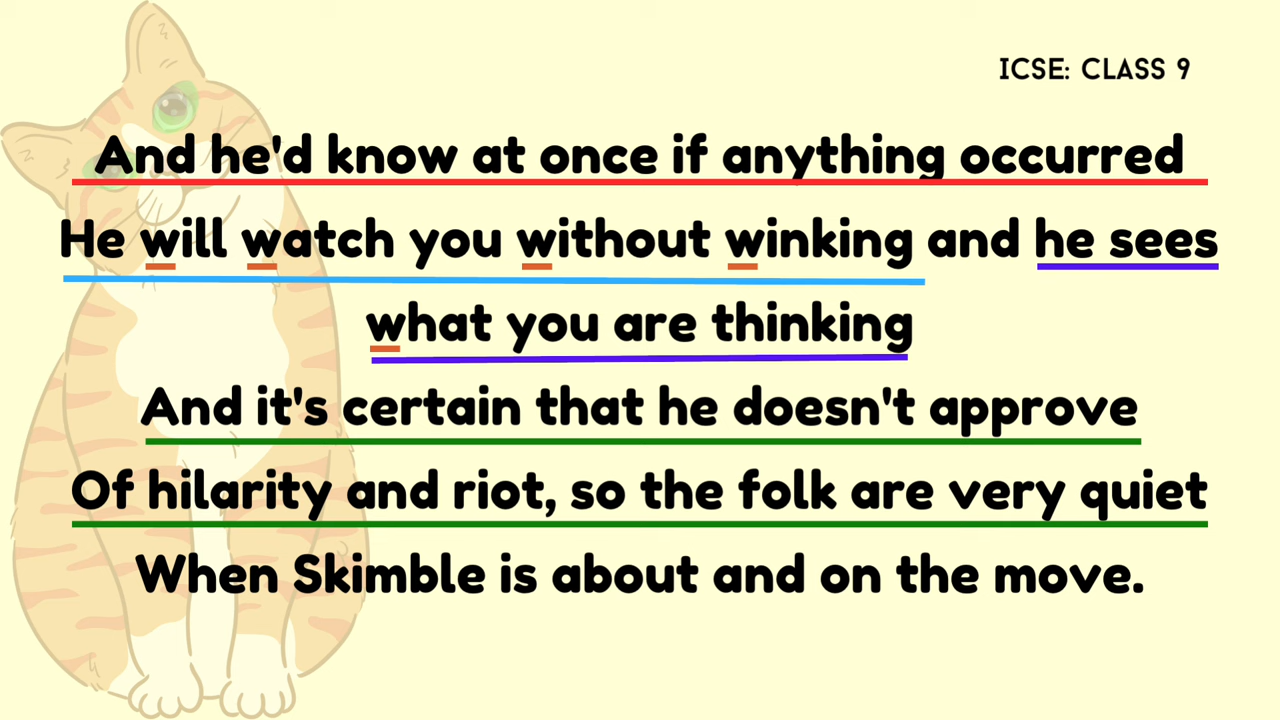 ICSE: CLASS 9
And he'd know at once if anything occurred
He will watch you without winking and he sees
what you are thinking
And it's certain that he doesn't approve
Of hilarity and riot, so the folk are very quiet
When Skimble is about and on the move.